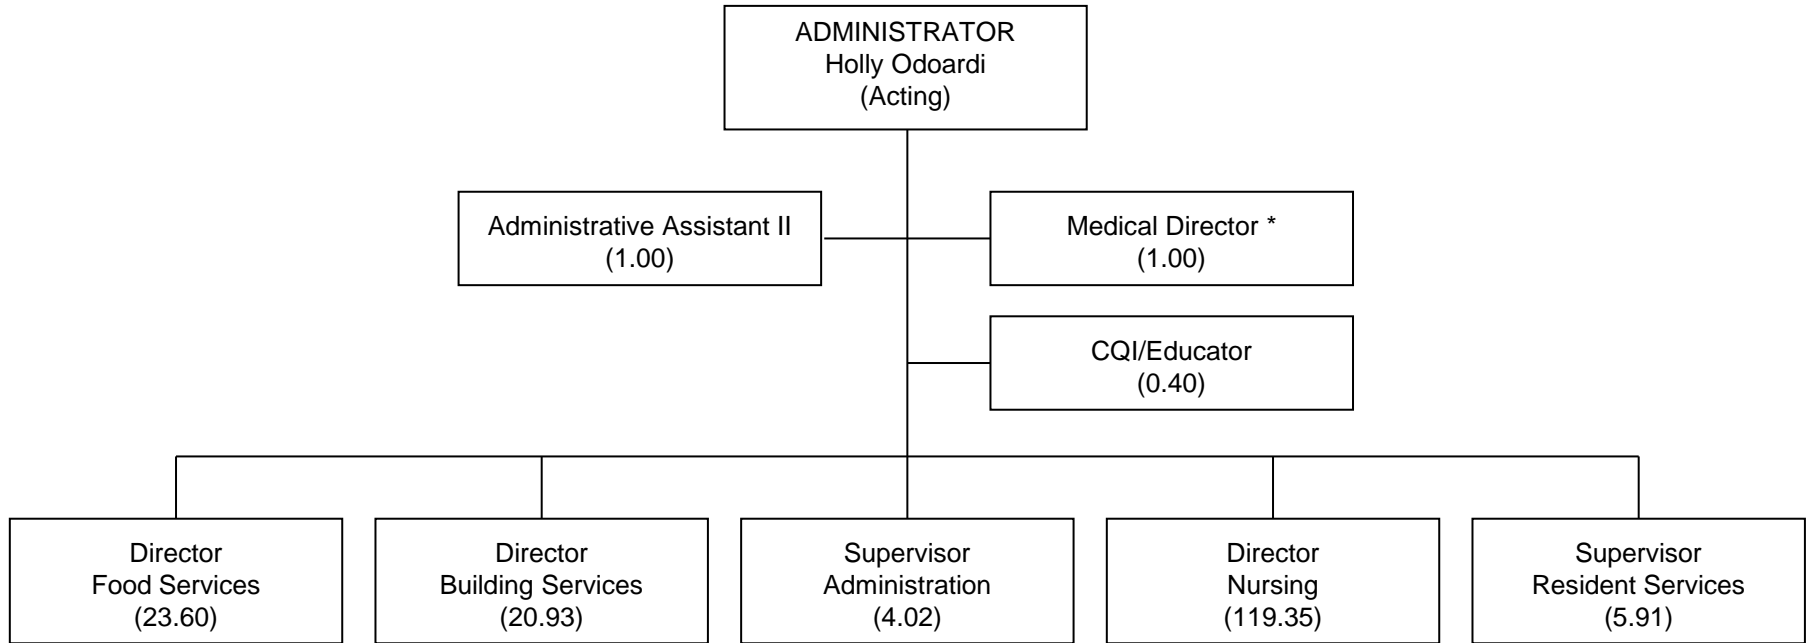 ADMINISTRATOR
Holly Odoardi
(Acting)
Administrative Assistant II
(1.00)
Medical Director *
(1.00)
CQI/Educator
(0.40)
Director
Food Services
(23.60)
Director
Building Services
(20.93)
Supervisor
Administration
(4.02)
Director
Nursing
(119.35)
Supervisor
Resident Services
(5.91)